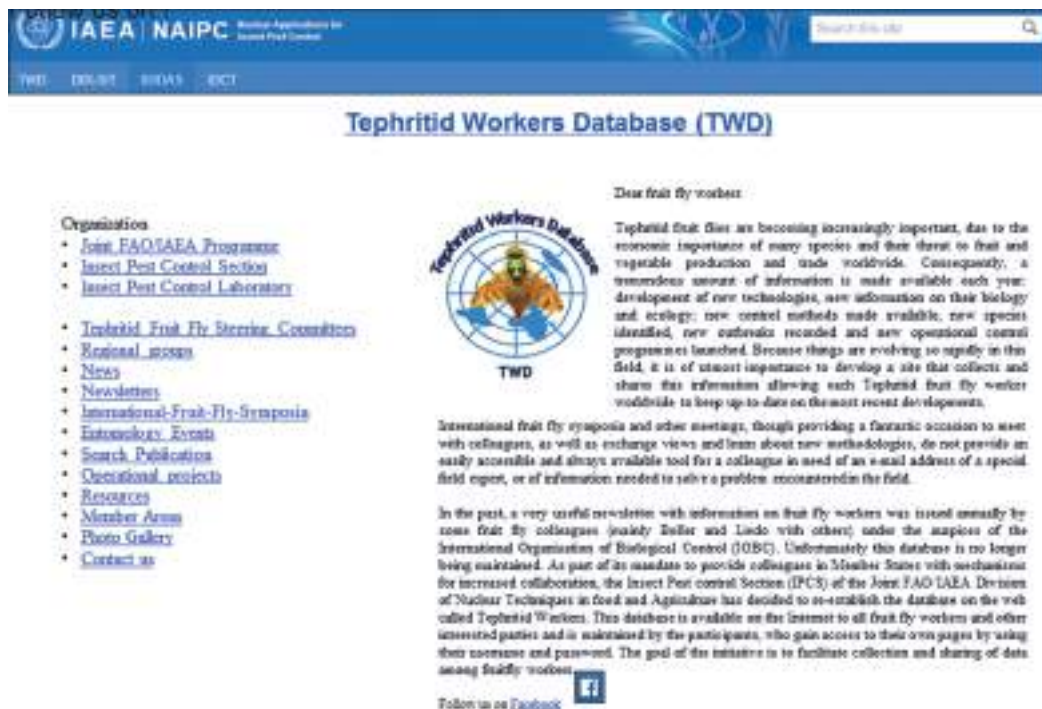 IAEA | NAIPC Nuclear Applications for
Insect Pest Control
Search this site
TWD DIR-SIT IDIDAS IDCT
Tephritid Workers Database (TWD)
Organization
• Joint FAO/IAEA Programme
• Insect Pest Control Section
• Insect Pest Control Laboratory
• Tephritid Fruit Fly Steering Committees
• Regional groups
• News
• Newsletters
• International-Fruit-Fly-Symposia
• Entomology Events
• Search Publication
• Operational projects
• Resources
• Member Areas
• Photo Gallery
• Contact us
Tephritid Workers Database
TWD
Dear fruit fly workers
Tephritid fruit flies are becoming increasingly important, due to the
economic importance of many species and their threat to fruit and
vegetable production and trade worldwide. Consequently, a
tremendous amount of information is made available each year:
development of new technologies, new information on their biology
and ecology; new control methods made available, new species
identified, new outbreaks recorded and new operational control
programmes launched. Because things are evolving so rapidly in this
field, it is of utmost importance to develop a site that collects and
shares this information allowing each Tephritid fruit fly worker
worldwide to keep up-to-date on the most recent developments.
International fruit fly symposia and other meetings, though providing a fantastic occasion to meet
with colleagues, as well as exchange views and learn about new methodologies, do not provide an
easily accessible and always available tool for a colleague in need of an e-mail address of a special
field expert, or of information needed to solve a problem encountered in the field.
In the past, a very useful newsletter with information on fruit fly workers was issued annually by
some fruit fly colleagues (mainly Boller and Liedo with others) under the auspices of the
International Organization of Biological Control (IOBC). Unfortunately this database is no longer
being maintained. As part of its mandate to provide colleagues in Member States with mechanisms
for increased collaboration, the Insect Pest control Section (IPCS) of the Joint FAO/IAEA Division
of Nuclear Techniques in food and Agriculture has decided to re-establish the database on the web
called Tephritid Workers. This database is available on the Internet to all fruit fly workers and other
interested parties and is maintained by the participants, who gain access to their own pages by using
their username and password. The goal of the initiative is to facilitate collection and sharing of data
among fruitfly workers.
Follow us on Facebook